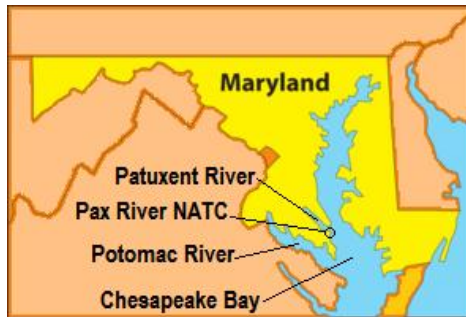 Maryland
Patuxent River
Pax River NATC
Potomac River
Chesapeake Bay